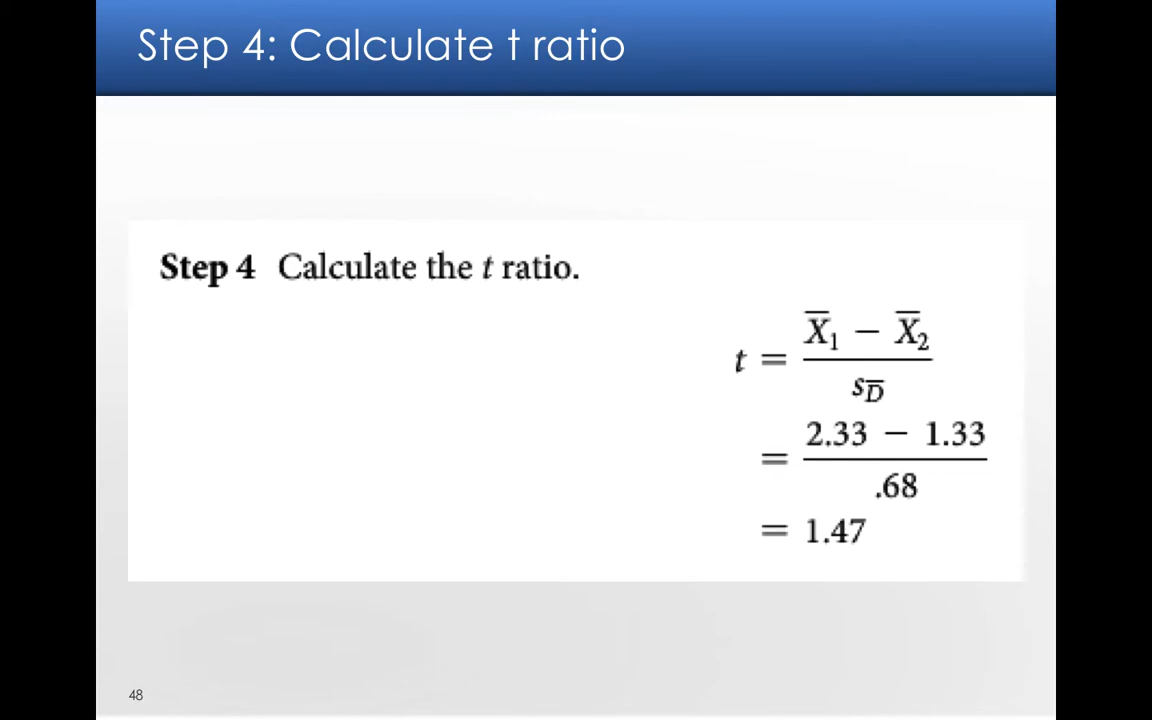 Step 4: Calculate t ratio
Step 4 Calculate the t ratio.
t = (X̅₁ − X̅₂) / s_D̅
= (2.33 − 1.33) / .68
= 1.47
48